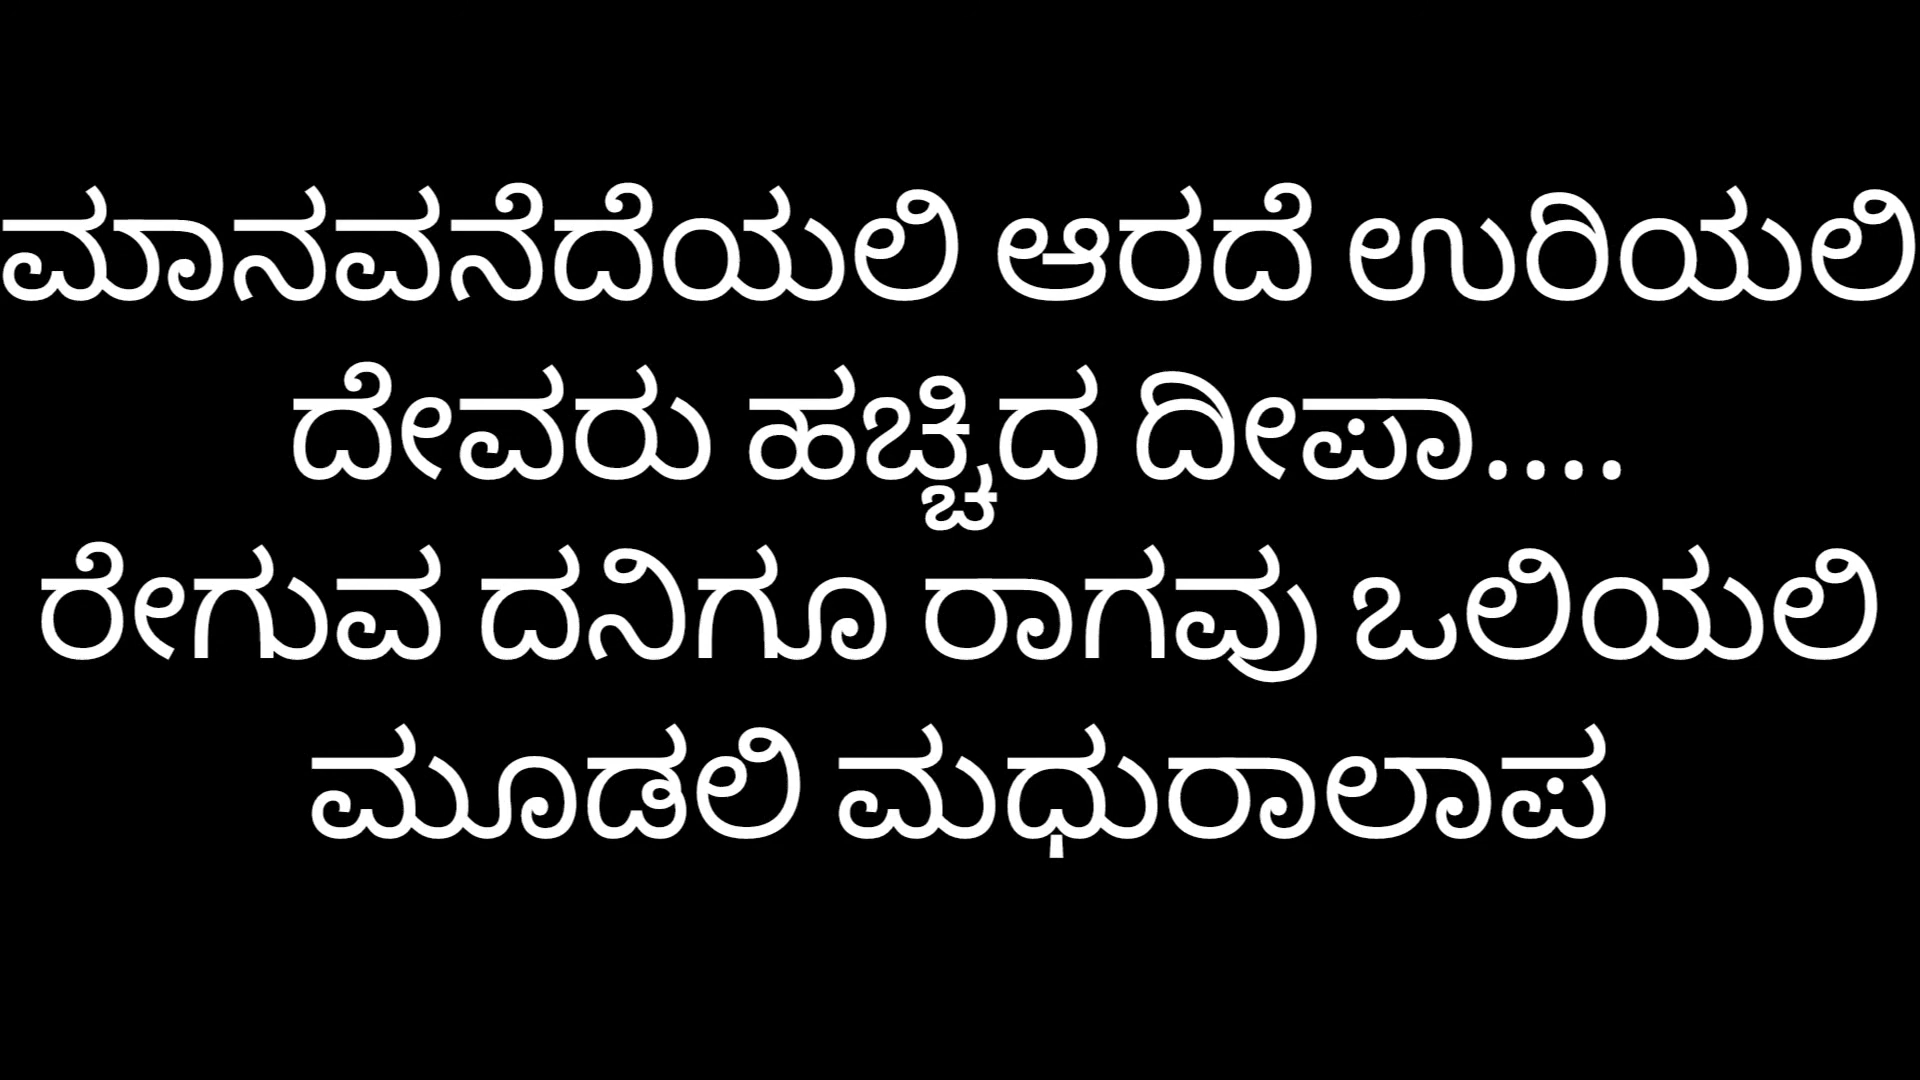 ಮಾನವನೆದೆಯಲಿ ಆರದೆ ಉರಿಯಲಿ
ದೇವರು ಹಚ್ಚಿದ ದೀಪಾ....
ರೇಗುವ ದನಿಗೂ ರಾಗವು ಒಲಿಯಲಿ
ಮೂಡಲಿ ಮಧುರಾಲಾಪ